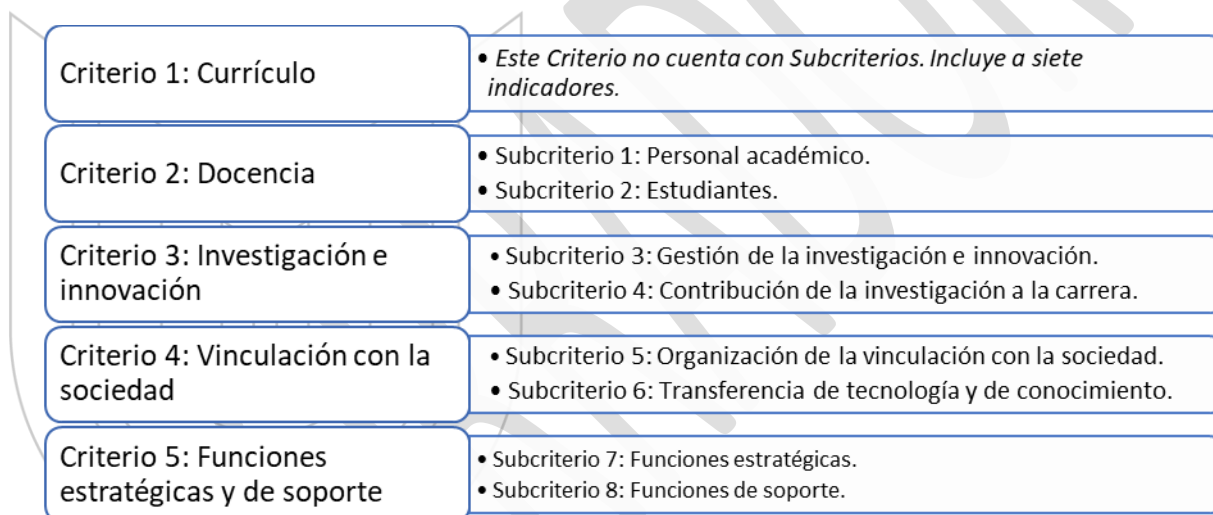 Criterio 1: Currículo
• Este Criterio no cuenta con Subcriterios. Incluye a siete
indicadores.
Criterio 2: Docencia
• Subcriterio 1: Personal académico.
• Subcriterio 2: Estudiantes.
Criterio 3: Investigación e
innovación
• Subcriterio 3: Gestión de la investigación e innovación.
• Subcriterio 4: Contribución de la investigación a la carrera.
Criterio 4: Vinculación con la
sociedad
• Subcriterio 5: Organización de la vinculación con la sociedad.
• Subcriterio 6: Transferencia de tecnología y de conocimiento.
Criterio 5: Funciones
estratégicas y de soporte
• Subcriterio 7: Funciones estratégicas.
• Subcriterio 8: Funciones de soporte.